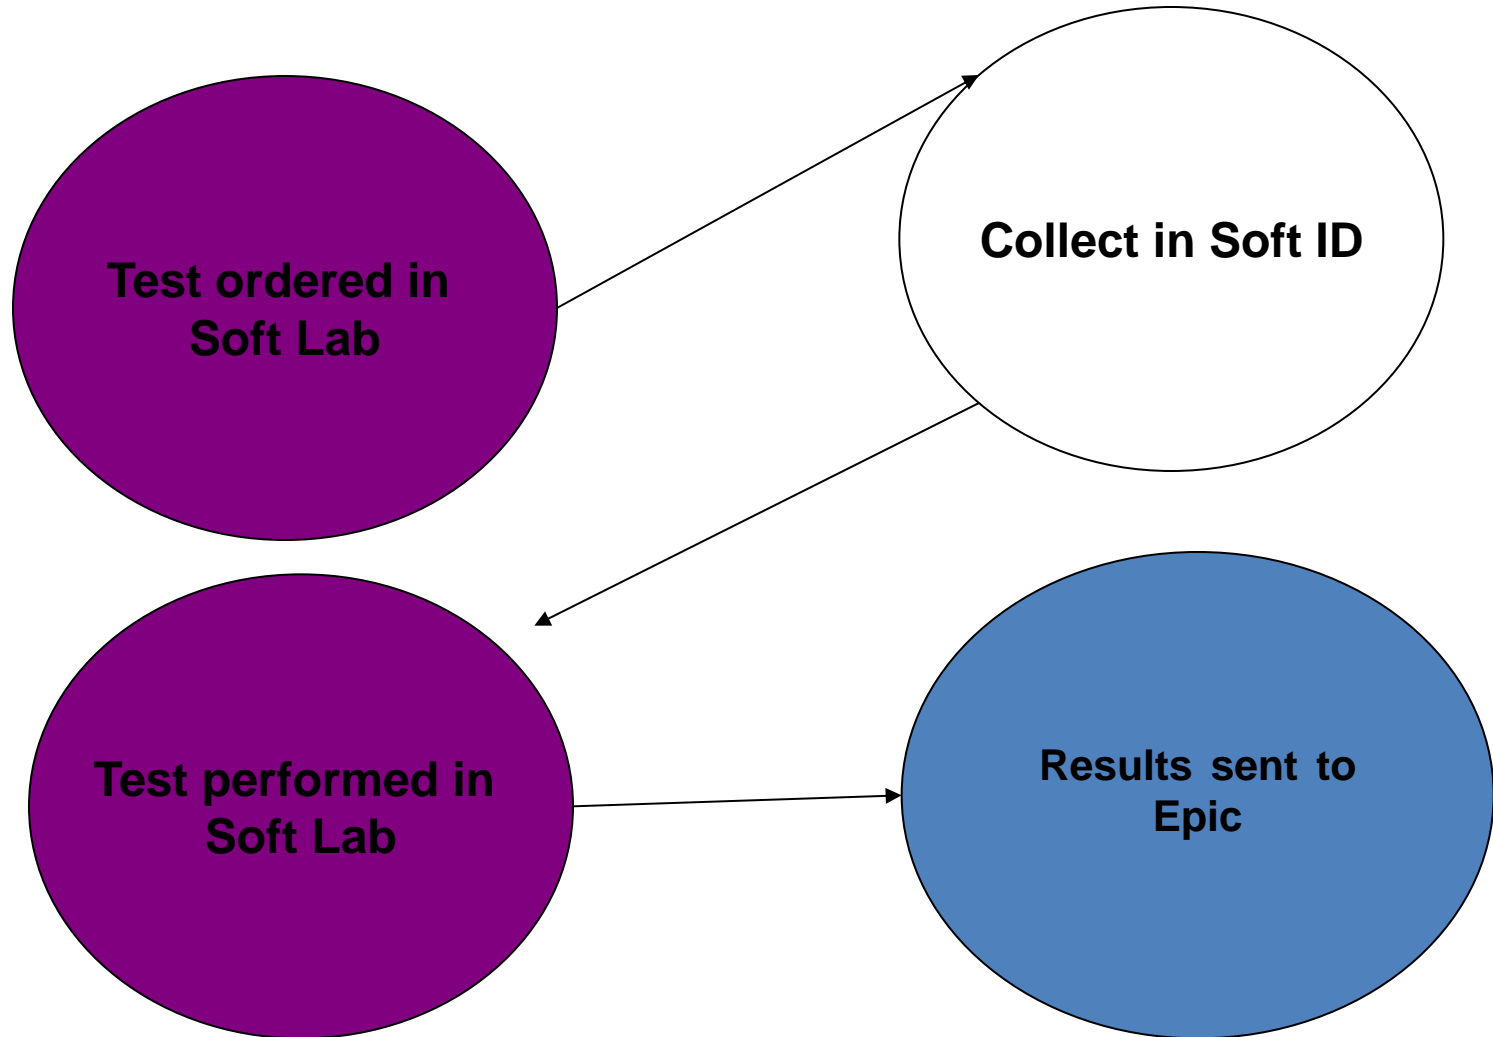 Test ordered in
Soft Lab
Collect in Soft ID
Test performed in
Soft Lab
Results sent to
Epic